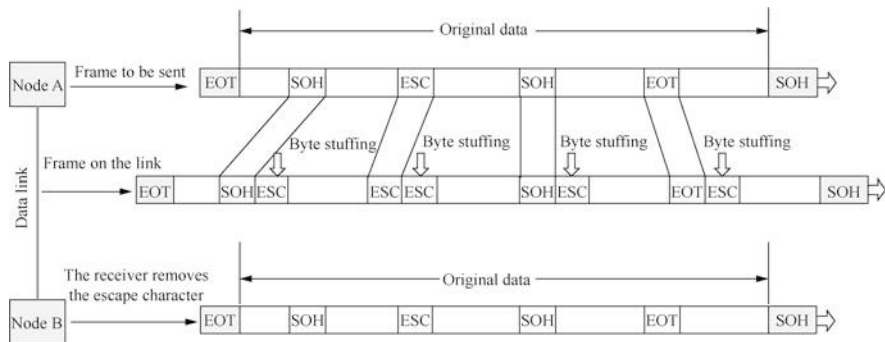 Original data
Node A
Frame to be sent
EOT SOH ESC SOH EOT SOH
Byte stuffing Byte stuffing Byte stuffing Byte stuffing
Frame on the link
EOT SOH ESC ESC ESC SOH ESC EOT ESC SOH
Data link
The receiver removes
the escape character
Original data
Node B
EOT SOH ESC SOH EOT SOH